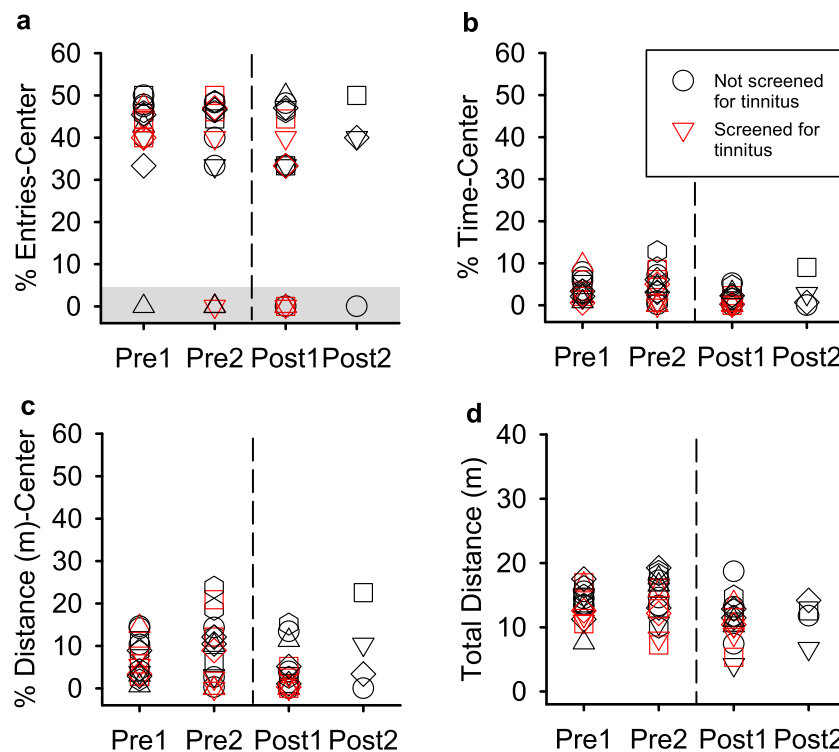 a
% Entries-Center
60
50
40
30
20
10
0
Pre1 Pre2 Post1 Post2
b
% Time-Center
60
50
40
30
20
10
0
Not screened
for tinnitus
Screened for
tinnitus
Pre1 Pre2 Post1 Post2
c
% Distance (m)-Center
60
50
40
30
20
10
0
Pre1 Pre2 Post1 Post2
d
Total Distance (m)
40
30
20
10
0
Pre1 Pre2 Post1 Post2